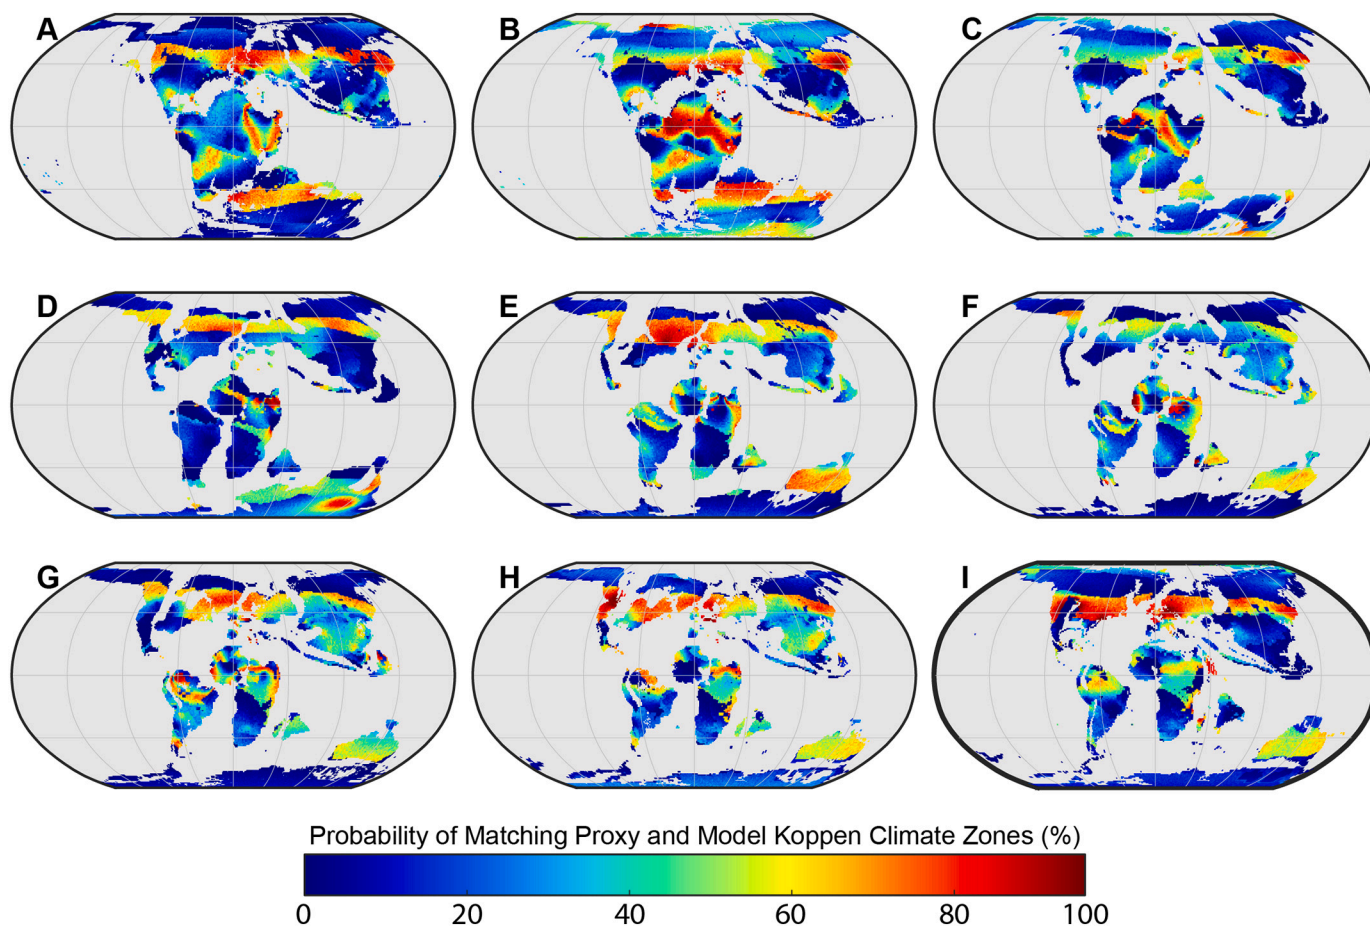 A
B
C
D
E
F
G
H
I
Probability of Matching Proxy and Model Koppen Climate Zones (%)
0 20 40 60 80 100